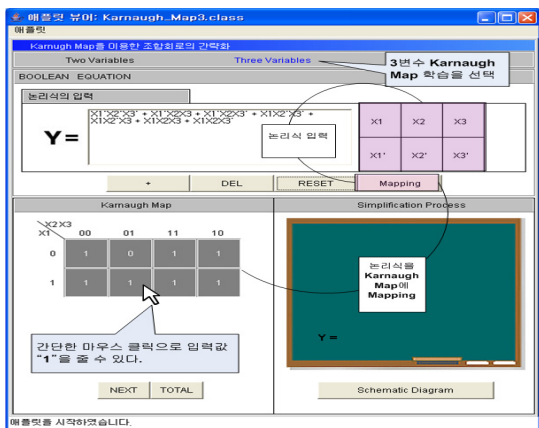 애플릿 뷰어: Karnaugh_Map3.class
애플릿
Karnugh Map을 이용한 조합회로의 간략화
Two Variables
Three Variables
3변수 Karnaugh
Map 학습을 선택
BOOLEAN EQUATION
논리식의 입력
Y=
X1'X2'X3' + X1'X2X3 + X1'X2X3' + X1X2'X3' +
X1X2'X3 + X1X2X3 + X1X2X3'
논리식 입력
X1 X2 X3
X1' X2' X3'
+ DEL RESET Mapping
Karnaugh Map
Simplification Process
X2X3
X1 00 01 11 10
0 1 0 1 1
1 1 1 1 1
논리식을
Karnaugh
Map에
Mapping
간단한 마우스 클릭으로 입력값
"1"을 줄 수 있다.
Y =
NEXT TOTAL
Schematic Diagram
애플릿을 시작하였습니다.